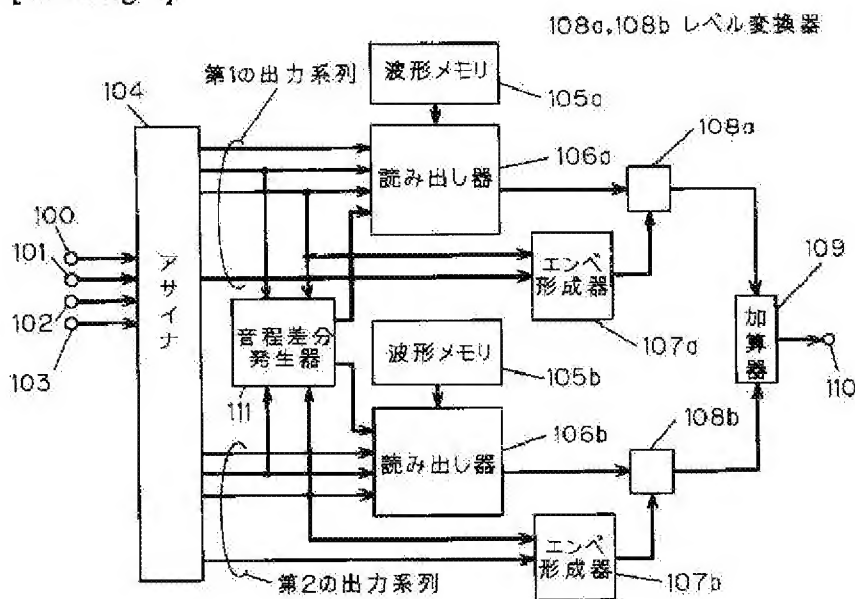 108a,108b レベル変換器
第1の出力系列
波形メモリ
105a
104
108a
106a
読み出し器
100
101
102
103
アサイナ
エンベ
形成器
107a
109
加算器
110
音程差分
発生器
111
波形メモリ
105b
106b
108b
読み出し器
エンベ
形成器
107b
第2の出力系列